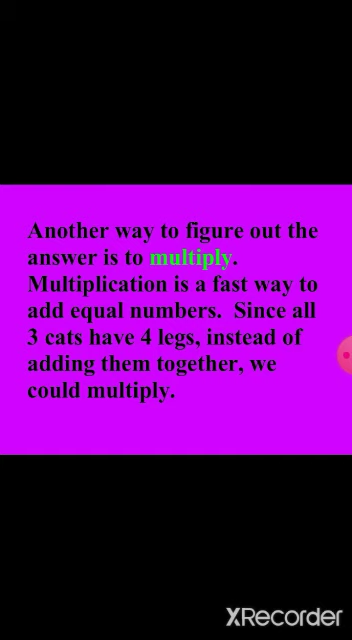 Another way to figure out the
answer is to multiply.
Multiplication is a fast way to
add equal numbers.  Since all
3 cats have 4 legs, instead of
adding them together, we
could multiply.
XRecorder